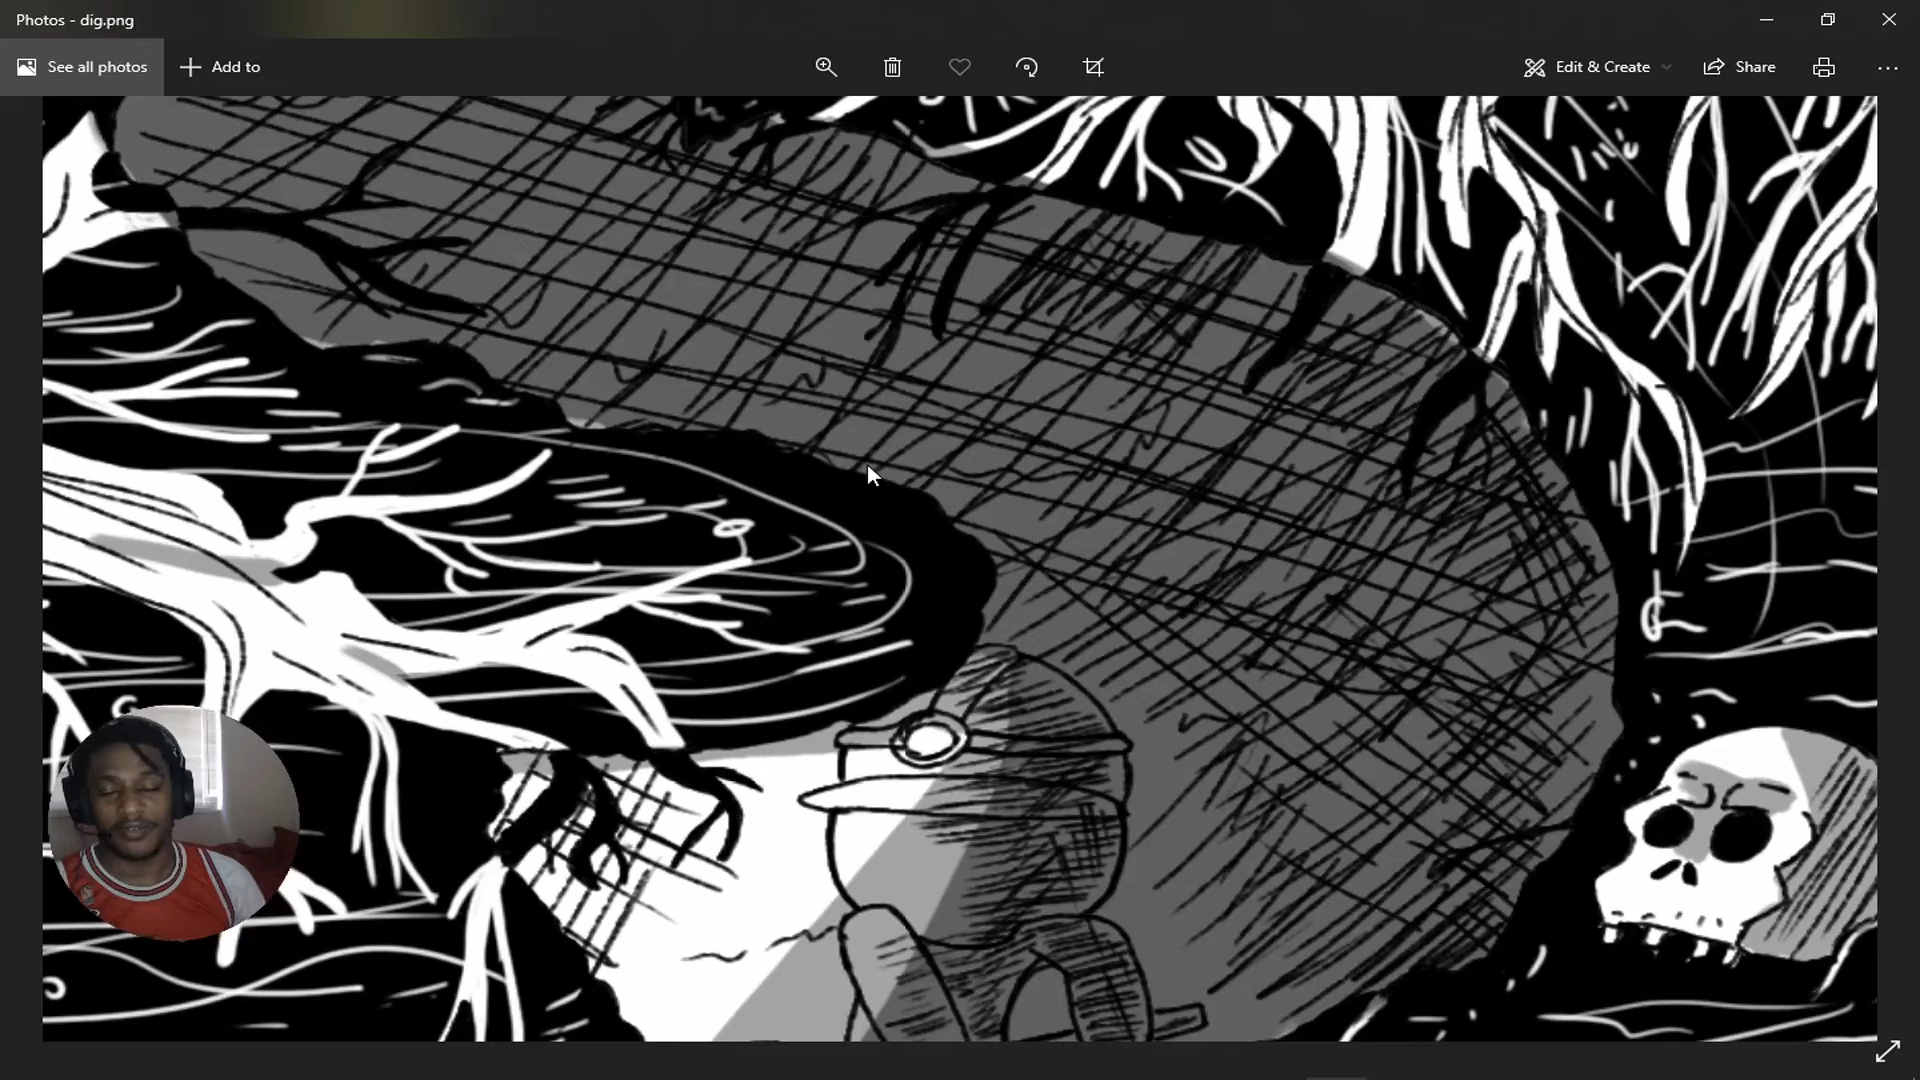 Photos - dig.png
See all photos
Add to
Edit & Create
Share